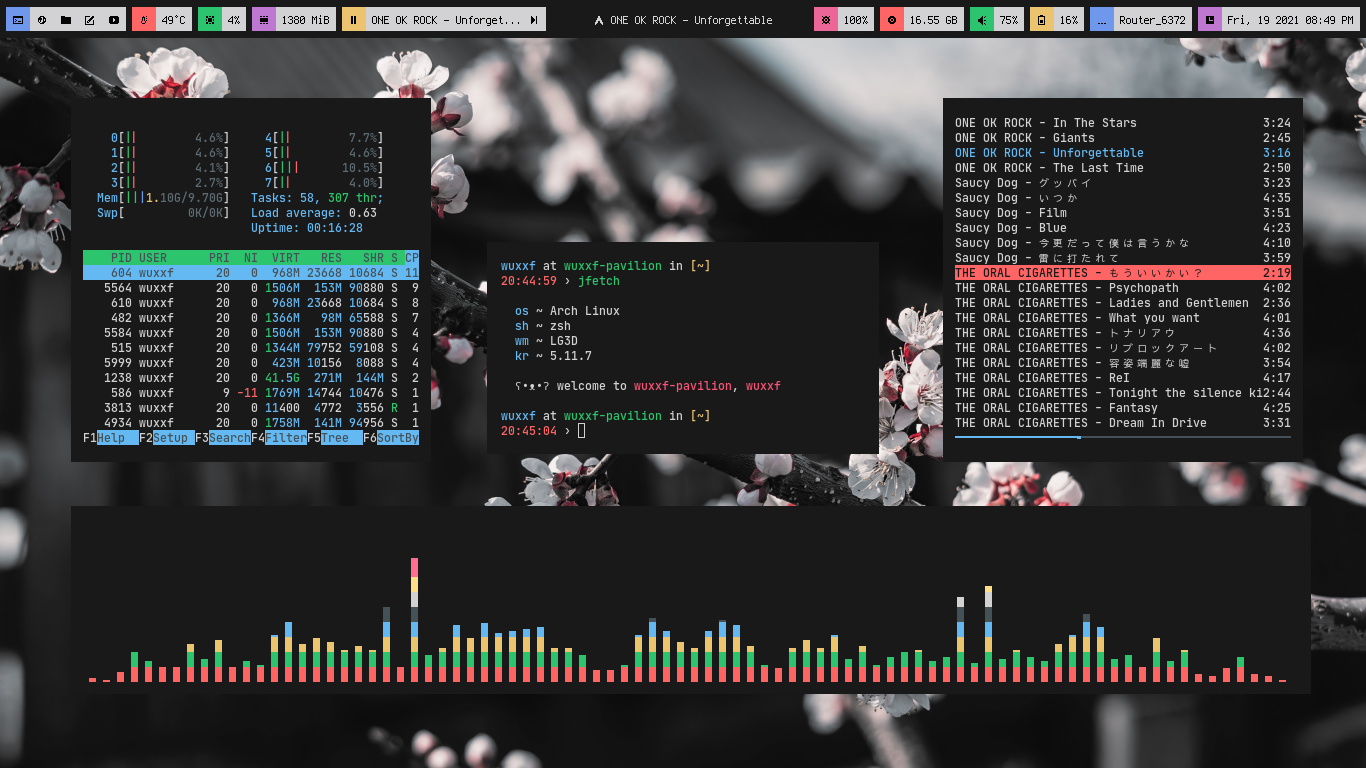 49°C
4%
1380 MiB
ONE OK ROCK – Unforget...
ONE OK ROCK – Unforgettable
100%
16.55 GB
75%
16%
Router_6372
Fri, 19 2021 08:49 PM
0[|| 4.6%] 4[|| 7.7%]
1[|| 4.6%] 5[|| 4.6%]
2[|| 4.1%] 6[||| 10.5%]
3[|| 2.7%] 7[|| 4.0%]
Mem[|||1.10G/9.70G] Tasks: 58, 307 thr;
Swp[ 0K/0K] Load average: 0.63
Uptime: 00:16:28
PID USER PRI NI VIRT RES SHR S CP
604 wuxxf 20 0 968M 23668 10684 S 11
5564 wuxxf 20 0 1506M 153M 90880 S 9
610 wuxxf 20 0 968M 23668 10684 S 8
482 wuxxf 20 0 1366M 98M 65588 S 7
5584 wuxxf 20 0 1506M 153M 90880 S 4
515 wuxxf 20 0 1344M 79752 59108 S 4
5999 wuxxf 20 0 423M 10156 8088 S 4
1238 wuxxf 20 0 41.5G 271M 144M S 2
586 wuxxf 9 -11 1769M 14744 10476 S 1
3813 wuxxf 20 0 11400 4772 3556 R 1
4934 wuxxf 20 0 1758M 141M 94956 S 1
F1Help F2Setup F3SearchF4FilterF5Tree F6SortBy
wuxxf at wuxxf-pavilion in [~]
20:44:59 › jfetch
os ~ Arch Linux
sh ~ zsh
wm ~ LG3D
kr ~ 5.11.7
ʕ•ᴥ•ʔ welcome to wuxxf-pavilion, wuxxf
wuxxf at wuxxf-pavilion in [~]
20:45:04 ›
ONE OK ROCK – In The Stars 3:24
ONE OK ROCK – Giants 2:45
ONE OK ROCK – Unforgettable 3:16
ONE OK ROCK – The Last Time 2:50
Saucy Dog – グッバイ 3:23
Saucy Dog – いつか 4:35
Saucy Dog – Film 3:51
Saucy Dog – Blue 4:23
Saucy Dog – 今更だって僕は言うかな 4:10
Saucy Dog – 雷に打たれて 3:59
THE ORAL CIGARETTES – もういいかい？ 2:19
THE ORAL CIGARETTES – Psychopath 4:02
THE ORAL CIGARETTES – Ladies and Gentlemen 2:36
THE ORAL CIGARETTES – What you want 4:01
THE ORAL CIGARETTES – トナリアウ 4:36
THE ORAL CIGARETTES – リブロックアート 4:02
THE ORAL CIGARETTES – 容姿端麗な嘘 3:54
THE ORAL CIGARETTES – ReI 4:17
THE ORAL CIGARETTES – Tonight the silence ki2:44
THE ORAL CIGARETTES – Fantasy 4:25
THE ORAL CIGARETTES – Dream In Drive 3:31